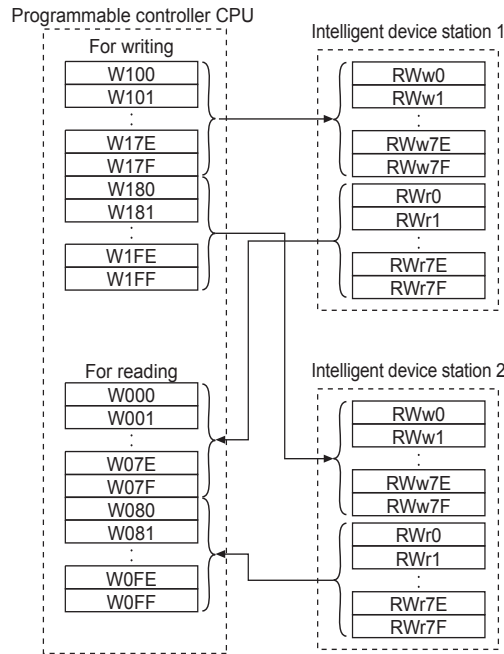 Programmable controller CPU
For writing
W100
W101
:
W17E
W17F
W180
W181
:
W1FE
W1FF
For reading
W000
W001
:
W07E
W07F
W080
W081
:
W0FE
W0FF
Intelligent device station 1
RWw0
RWw1
:
RWw7E
RWw7F
RWr0
RWr1
:
RWr7E
RWr7F
Intelligent device station 2
RWw0
RWw1
:
RWw7E
RWw7F
RWr0
RWr1
:
RWr7E
RWr7F